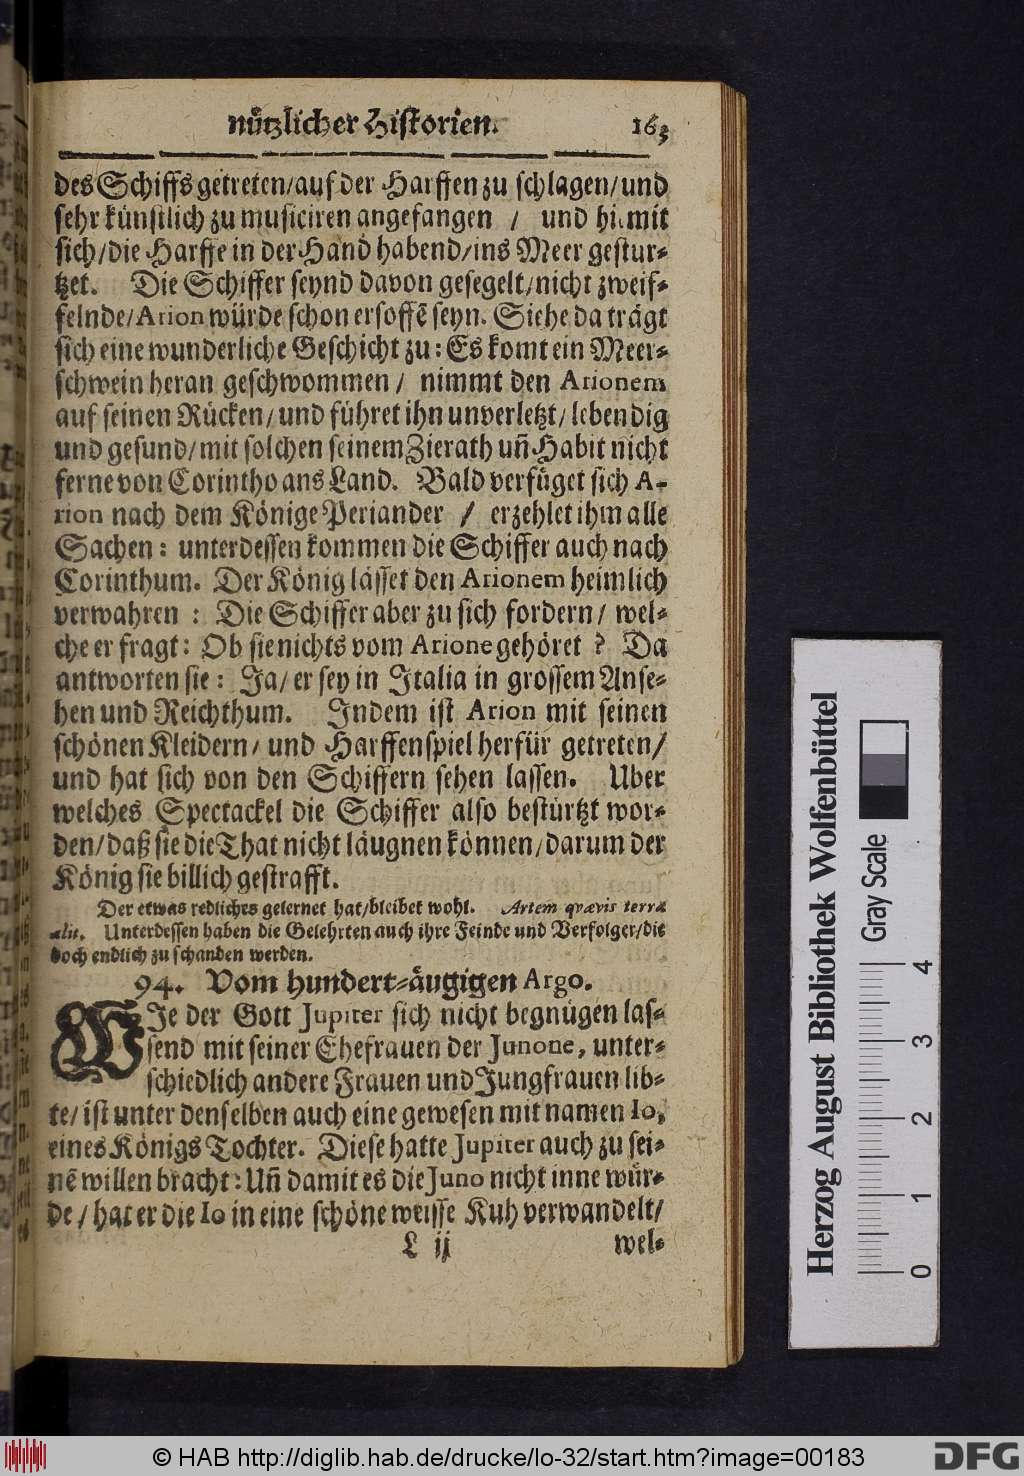 nützlicher Historien. 163
des Schiffs getreten/auf der Harffen zu schlagen/und
sehr künstlich zu musiciren angefangen / und himit
sich/die Harffe in der Hand habend/ins Meer gestur-
tzet. Die Schiffer seynd davon gesegelt/nicht zweif-
felnde/Arion würde schon ersoffẽ seyn. Siehe da trägt
sich eine wunderliche Geschicht zu: Es komt ein Meer-
schwein heran geschwommen/ nimmt den Arionem
auf seinen Rücken/und führet ihn unverletzt/lebendig
und gesund/mit solchen seinem Zierath uñ Habit nicht
ferne von Corintho ans Land. Bald verfüget sich A-
rion nach dem Könige Periander / erzehlet ihm alle
Sachen: unterdessen kommen die Schiffer auch nach
Corinthum. Der König lässet den Arionem heimlich
verwahren : Die Schiffer aber zu sich fordern/ wel-
che er fragt: Ob sie nichts vom Arione gehöret ? Da
antworten sie: Ja/ er sey in Italia in grossem Anse-
hen und Reichthum. Indem ist Arion mit seinen
schönen Kleidern/ und Harffenspiel herfür getreten/
und hat sich von den Schiffern sehen lassen. Uber
welches Spectackel die Schiffer also bestürtzt wor-
den/daß sie die That nicht läugnen können/darum der
König sie billich gestrafft.
Der etwas redliches gelernet hat/bleibet wohl. Artem qvævis terra
alit. Unterdessen haben die Gelehrten auch ihre Feinde und Verfolger/die
doch endlich zu schanden werden.
94. Vom hundert-äugigen Argo.
WJe der Gott Jupiter sich nicht begnügen las-
send mit seiner Ehefrauen der Junone, unter-
schiedlich andere Frauen und Jungfrauen lib-
te/ ist unter denselben auch eine gewesen mit namen Io,
eines Königs Tochter. Diese hatte Jupiter auch zu sei-
nẽ willen bracht: Uñ damit es die Juno nicht inne wür-
de/ hat er die Io in eine schöne weisse Kuh verwandelt/
L ij wel-
Herzog August Bibliothek Wolfenbüttel
Gray Scale
0 1 2 3 4
© HAB http://diglib.hab.de/drucke/lo-32/start.htm?image=00183
DFG